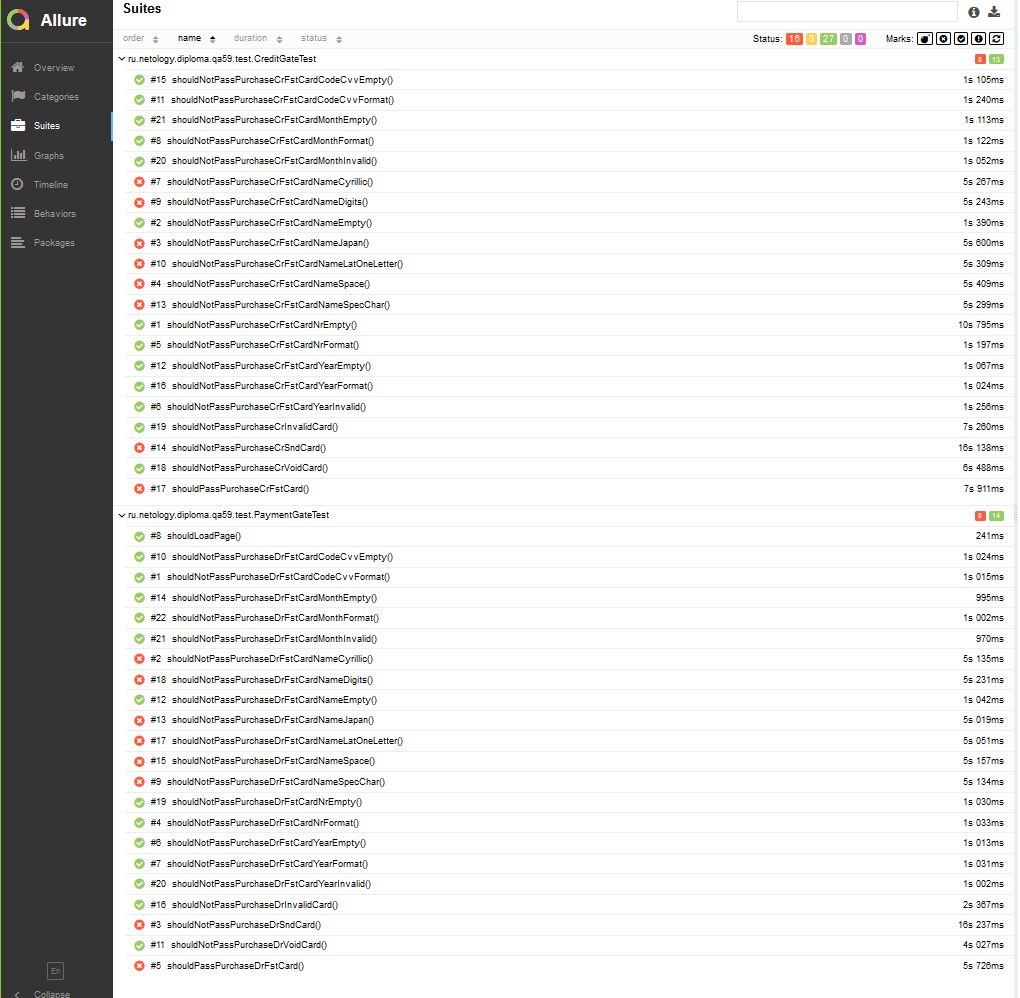 Allure
Overview
Categories
Suites
Graphs
Timeline
Behaviors
Packages
En
Collapse
Suites
order name duration status Status: 16 0 27 0 0 Marks:
ru.netology.diploma.qa59.test.CreditGateTest 8 13
#15 shouldNotPassPurchaseCrFstCardCodeCvvEmpty() 1s 105ms
#11 shouldNotPassPurchaseCrFstCardCodeCvvFormat() 1s 240ms
#21 shouldNotPassPurchaseCrFstCardMonthEmpty() 1s 113ms
#8 shouldNotPassPurchaseCrFstCardMonthFormat() 1s 122ms
#20 shouldNotPassPurchaseCrFstCardMonthInvalid() 1s 052ms
#7 shouldNotPassPurchaseCrFstCardNameCyrillic() 5s 267ms
#9 shouldNotPassPurchaseCrFstCardNameDigits() 5s 243ms
#2 shouldNotPassPurchaseCrFstCardNameEmpty() 1s 390ms
#3 shouldNotPassPurchaseCrFstCardNameJapan() 5s 600ms
#10 shouldNotPassPurchaseCrFstCardNameLatOneLetter() 5s 309ms
#4 shouldNotPassPurchaseCrFstCardNameSpace() 5s 409ms
#13 shouldNotPassPurchaseCrFstCardNameSpecChar() 5s 299ms
#1 shouldNotPassPurchaseCrFstCardNrEmpty() 10s 795ms
#5 shouldNotPassPurchaseCrFstCardNrFormat() 1s 197ms
#12 shouldNotPassPurchaseCrFstCardYearEmpty() 1s 067ms
#16 shouldNotPassPurchaseCrFstCardYearFormat() 1s 024ms
#6 shouldNotPassPurchaseCrFstCardYearInvalid() 1s 256ms
#19 shouldNotPassPurchaseCrInvalidCard() 7s 260ms
#14 shouldNotPassPurchaseCrSndCard() 16s 138ms
#18 shouldNotPassPurchaseCrVoidCard() 6s 488ms
#17 shouldPassPurchaseCrFstCard() 7s 911ms
ru.netology.diploma.qa59.test.PaymentGateTest 8 14
#8 shouldLoadPage() 241ms
#10 shouldNotPassPurchaseDrFstCardCodeCvvEmpty() 1s 024ms
#1 shouldNotPassPurchaseDrFstCardCodeCvvFormat() 1s 015ms
#14 shouldNotPassPurchaseDrFstCardMonthEmpty() 995ms
#22 shouldNotPassPurchaseDrFstCardMonthFormat() 1s 002ms
#21 shouldNotPassPurchaseDrFstCardMonthInvalid() 970ms
#2 shouldNotPassPurchaseDrFstCardNameCyrillic() 5s 135ms
#18 shouldNotPassPurchaseDrFstCardNameDigits() 5s 231ms
#12 shouldNotPassPurchaseDrFstCardNameEmpty() 1s 042ms
#13 shouldNotPassPurchaseDrFstCardNameJapan() 5s 019ms
#17 shouldNotPassPurchaseDrFstCardNameLatOneLetter() 5s 051ms
#15 shouldNotPassPurchaseDrFstCardNameSpace() 5s 157ms
#9 shouldNotPassPurchaseDrFstCardNameSpecChar() 5s 134ms
#19 shouldNotPassPurchaseDrFstCardNrEmpty() 1s 030ms
#4 shouldNotPassPurchaseDrFstCardNrFormat() 1s 033ms
#6 shouldNotPassPurchaseDrFstCardYearEmpty() 1s 013ms
#7 shouldNotPassPurchaseDrFstCardYearFormat() 1s 031ms
#20 shouldNotPassPurchaseDrFstCardYearInvalid() 1s 002ms
#16 shouldNotPassPurchaseDrInvalidCard() 2s 367ms
#3 shouldNotPassPurchaseDrSndCard() 16s 237ms
#11 shouldNotPassPurchaseDrVoidCard() 4s 027ms
#5 shouldPassPurchaseDrFstCard() 5s 726ms